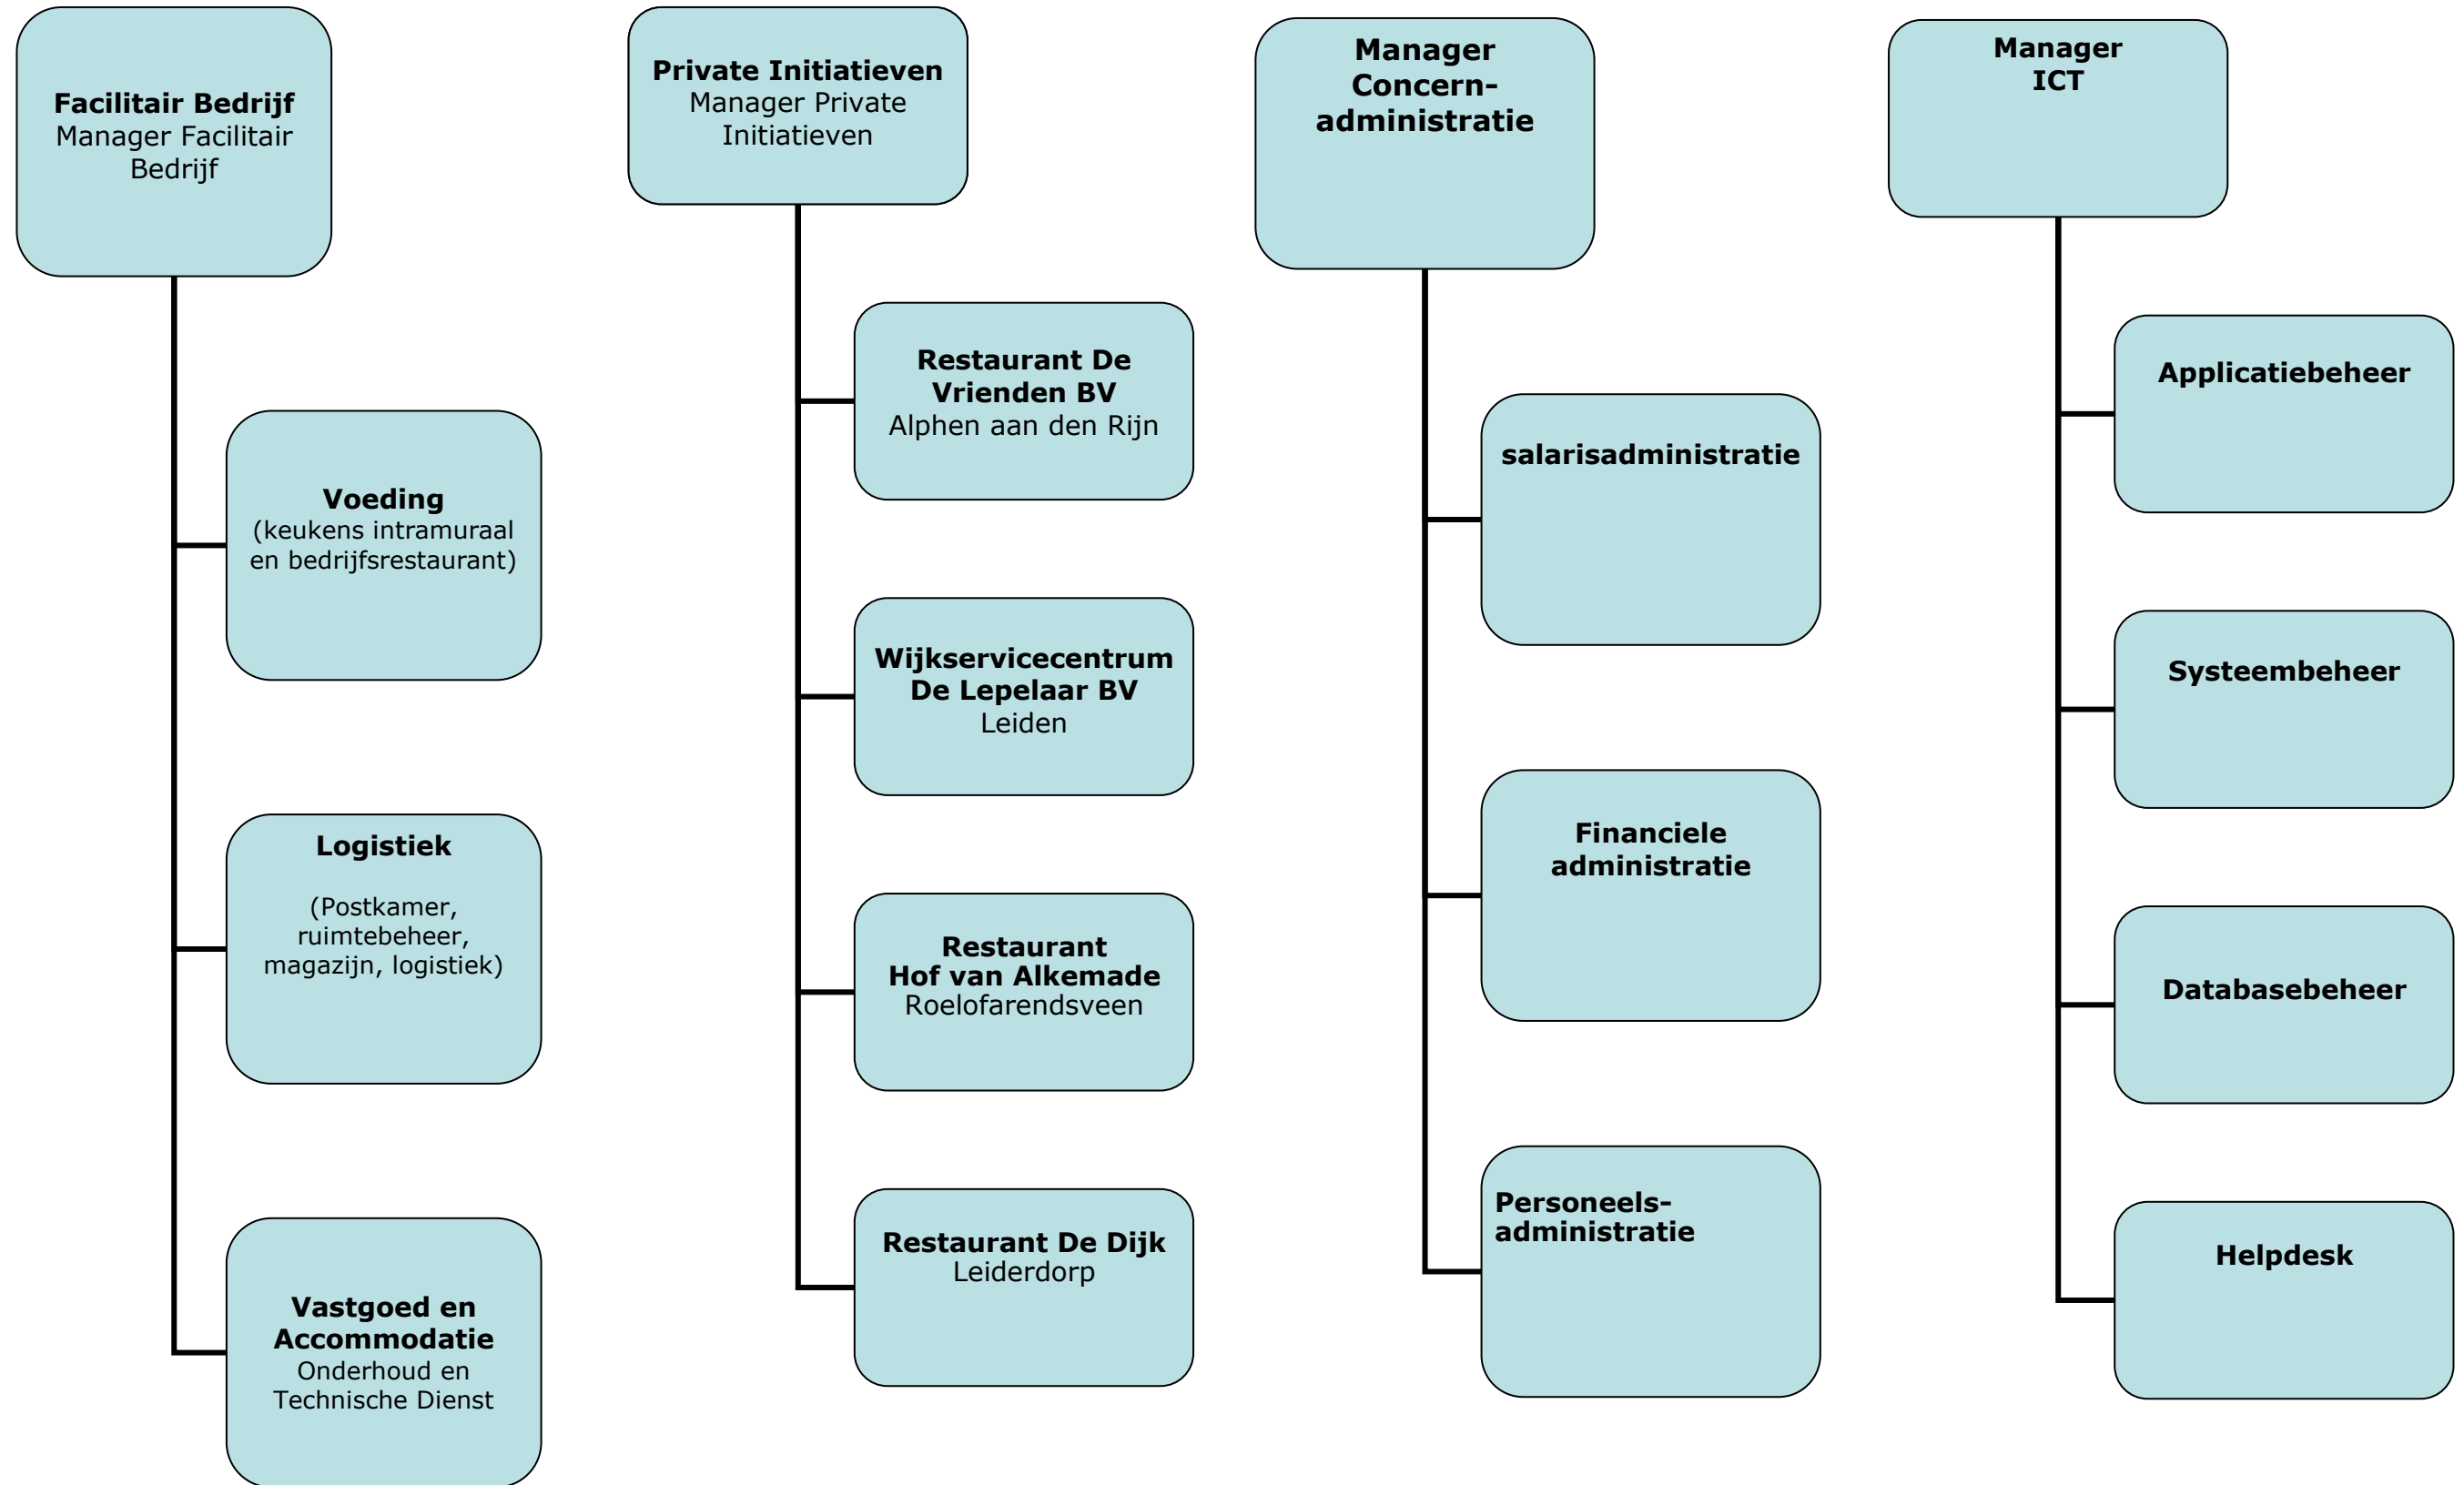 Facilitair Bedrijf
Manager Facilitair
Bedrijf
Voeding
(keukens intramuraal
en bedrijfsrestaurant)
Logistiek
(Postkamer,
ruimtebeheer,
magazijn, logistiek)
Vastgoed en
Accommodatie
Onderhoud en
Technische Dienst
Private Initiatieven
Manager Private
Initiatieven
Restaurant De
Vrienden BV
Alphen aan den Rijn
Wijkservicecentrum
De Lepelaar BV
Leiden
Restaurant
Hof van Alkemade
Roelofarendsveen
Restaurant De Dijk
Leiderdorp
Manager
Concern-
administratie
salarisadministratie
Financiele
administratie
Personeels-
administratie
Manager
ICT
Applicatiebeheer
Systeembeheer
Databasebeheer
Helpdesk